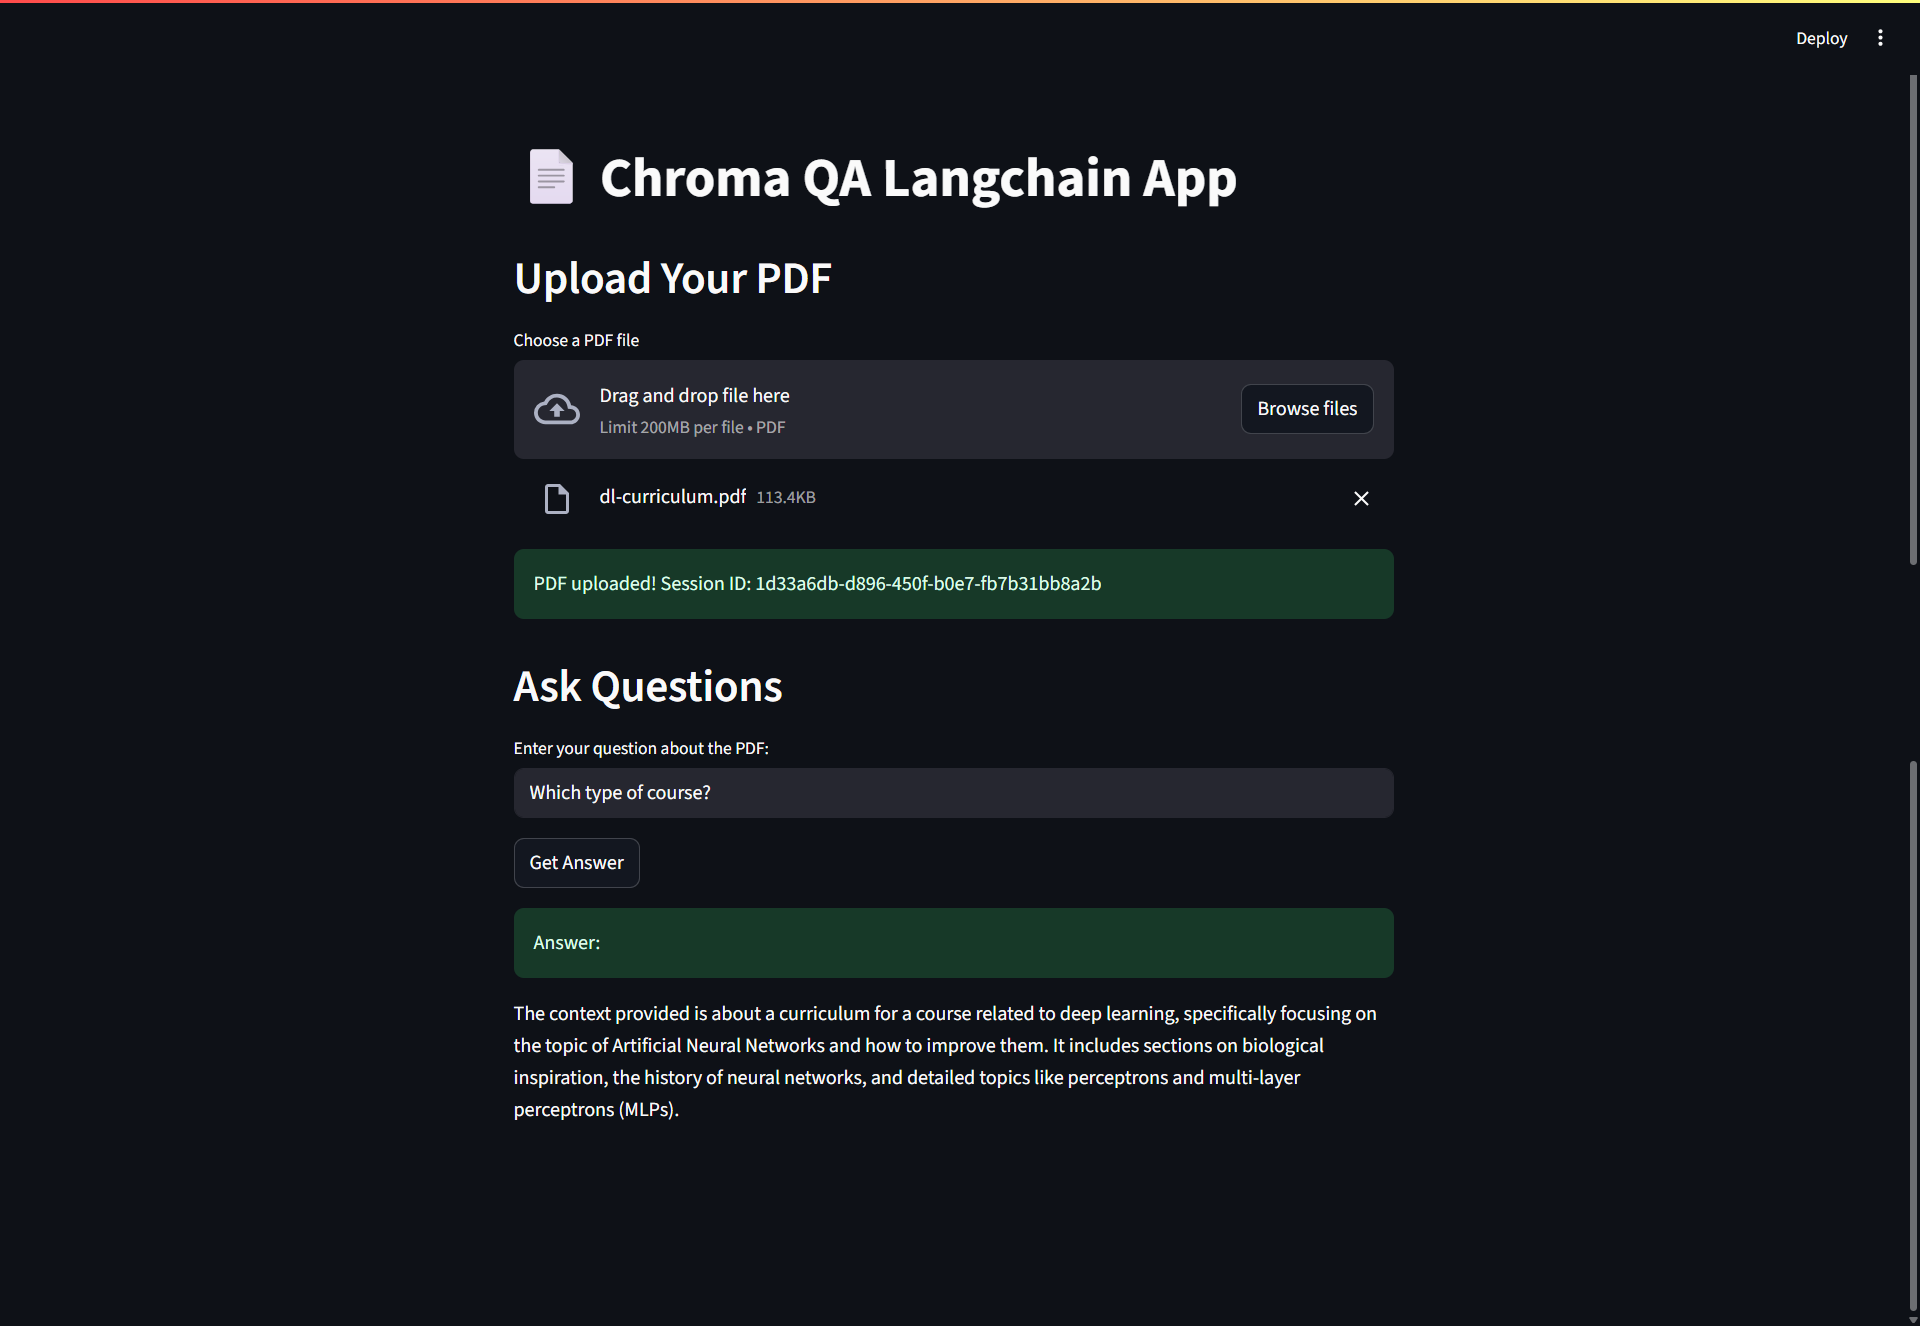 Deploy
Chroma QA Langchain App
Upload Your PDF
Choose a PDF file
Drag and drop file here
Limit 200MB per file • PDF
Browse files
dl-curriculum.pdf 113.4KB
PDF uploaded! Session ID: 1d33a6db-d896-450f-b0e7-fb7b31bb8a2b
Ask Questions
Enter your question about the PDF:
Which type of course?
Get Answer
Answer:
The context provided is about a curriculum for a course related to deep learning, specifically focusing on
the topic of Artificial Neural Networks and how to improve them. It includes sections on biological
inspiration, the history of neural networks, and detailed topics like perceptrons and multi-layer
perceptrons (MLPs).